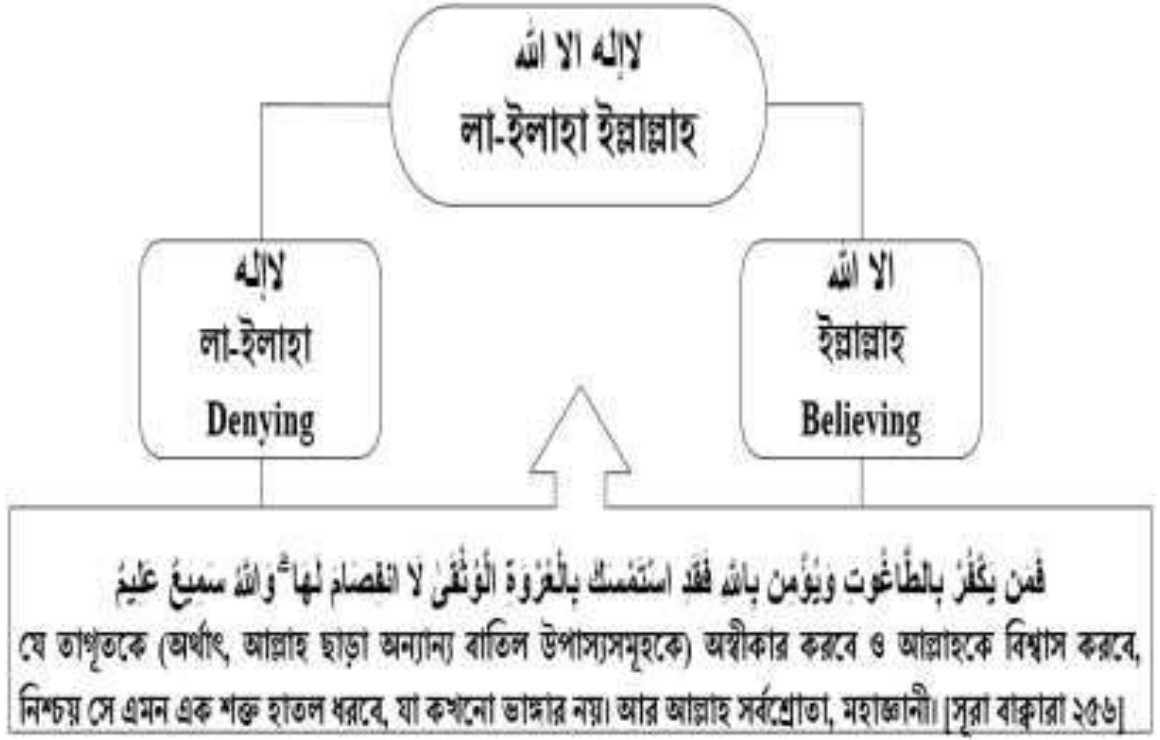 لاإله الا الله
লা-ইলাহা ইল্লাল্লাহ
لاإله
লা-ইলাহা
Denying
الا الله
ইল্লাল্লাহ
Believing
فَمَن يَكْفُرْ بِالطَّاغُوتِ وَيُؤْمِن بِاللَّهِ فَقَدِ اسْتَمْسَكَ بِالْعُرْوَةِ الْوُثْقَىٰ لَا انفِصَامَ لَهَا ۗ وَاللَّهُ سَمِيعٌ عَلِيمٌ
যে তাগূতকে (অর্থাৎ, আল্লাহ ছাড়া অন্যান্য বাতিল উপাস্যসমূহকে) অস্বীকার করবে ও আল্লাহকে বিশ্বাস করবে,
নিশ্চয় সে এমন এক শক্ত হাতল ধরবে, যা কখনো ভাঙ্গার নয়। আর আল্লাহ সর্বশ্রোতা, মহাজ্ঞানী। [সূরা বাক্বারা ২৫৬]